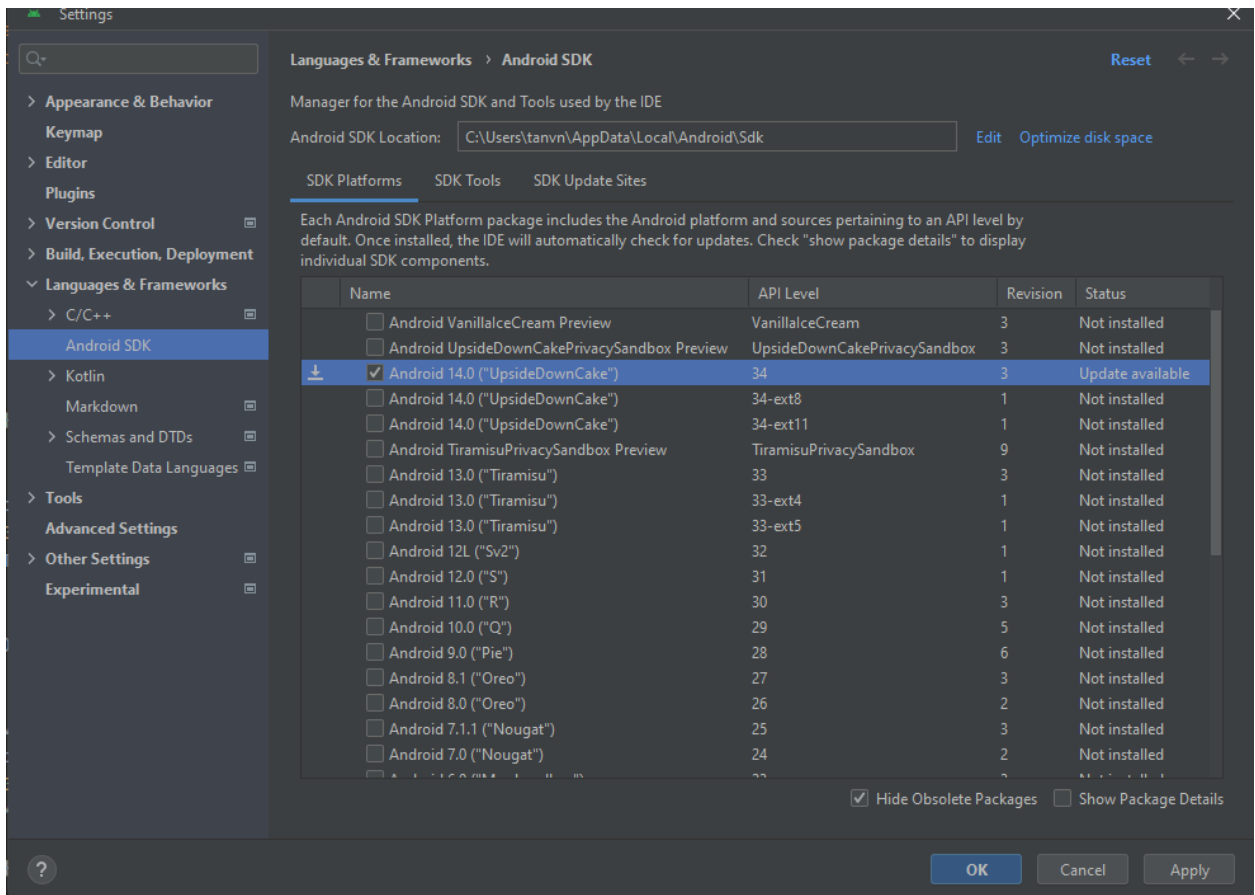 Settings
Languages & Frameworks > Android SDK Reset
Manager for the Android SDK and Tools used by the IDE
Android SDK Location: C:\Users\tanvn\AppData\Local\Android\Sdk Edit Optimize disk space
Appearance & Behavior
Keymap
Editor
Plugins
Version Control
Build, Execution, Deployment
Languages & Frameworks
C/C++
Android SDK
Kotlin
Markdown
Schemas and DTDs
Template Data Languages
Tools
Advanced Settings
Other Settings
Experimental
SDK Platforms SDK Tools SDK Update Sites
Each Android SDK Platform package includes the Android platform and sources pertaining to an API level by
default. Once installed, the IDE will automatically check for updates. Check "show package details" to display
individual SDK components.
Name API Level Revision Status
Android VanillaIceCream Preview VanillaIceCream 3 Not installed
Android UpsideDownCakePrivacySandbox Preview UpsideDownCakePrivacySandbox 3 Not installed
Android 14.0 ("UpsideDownCake") 34 3 Update available
Android 14.0 ("UpsideDownCake") 34-ext8 1 Not installed
Android 14.0 ("UpsideDownCake") 34-ext11 1 Not installed
Android TiramisuPrivacySandbox Preview TiramisuPrivacySandbox 9 Not installed
Android 13.0 ("Tiramisu") 33 3 Not installed
Android 13.0 ("Tiramisu") 33-ext4 1 Not installed
Android 13.0 ("Tiramisu") 33-ext5 1 Not installed
Android 12L ("Sv2") 32 1 Not installed
Android 12.0 ("S") 31 1 Not installed
Android 11.0 ("R") 30 3 Not installed
Android 10.0 ("Q") 29 5 Not installed
Android 9.0 ("Pie") 28 6 Not installed
Android 8.1 ("Oreo") 27 3 Not installed
Android 8.0 ("Oreo") 26 2 Not installed
Android 7.1.1 ("Nougat") 25 3 Not installed
Android 7.0 ("Nougat") 24 2 Not installed
Hide Obsolete Packages Show Package Details
? OK Cancel Apply